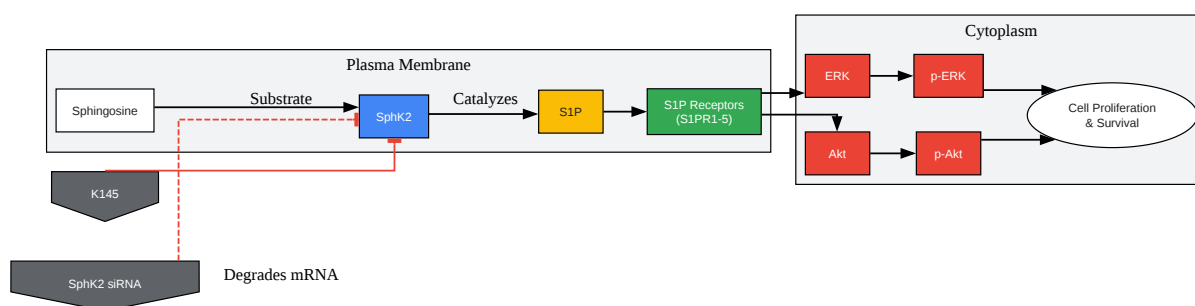 Cytoplasm
Plasma Membrane
ERK
p-ERK
Sphingosine
Substrate
SphK2
Catalyzes
S1P
S1P Receptors
(S1PR1-5)
Cell Proliferation
& Survival
Akt
p-Akt
K145
SphK2 siRNA
Degrades mRNA